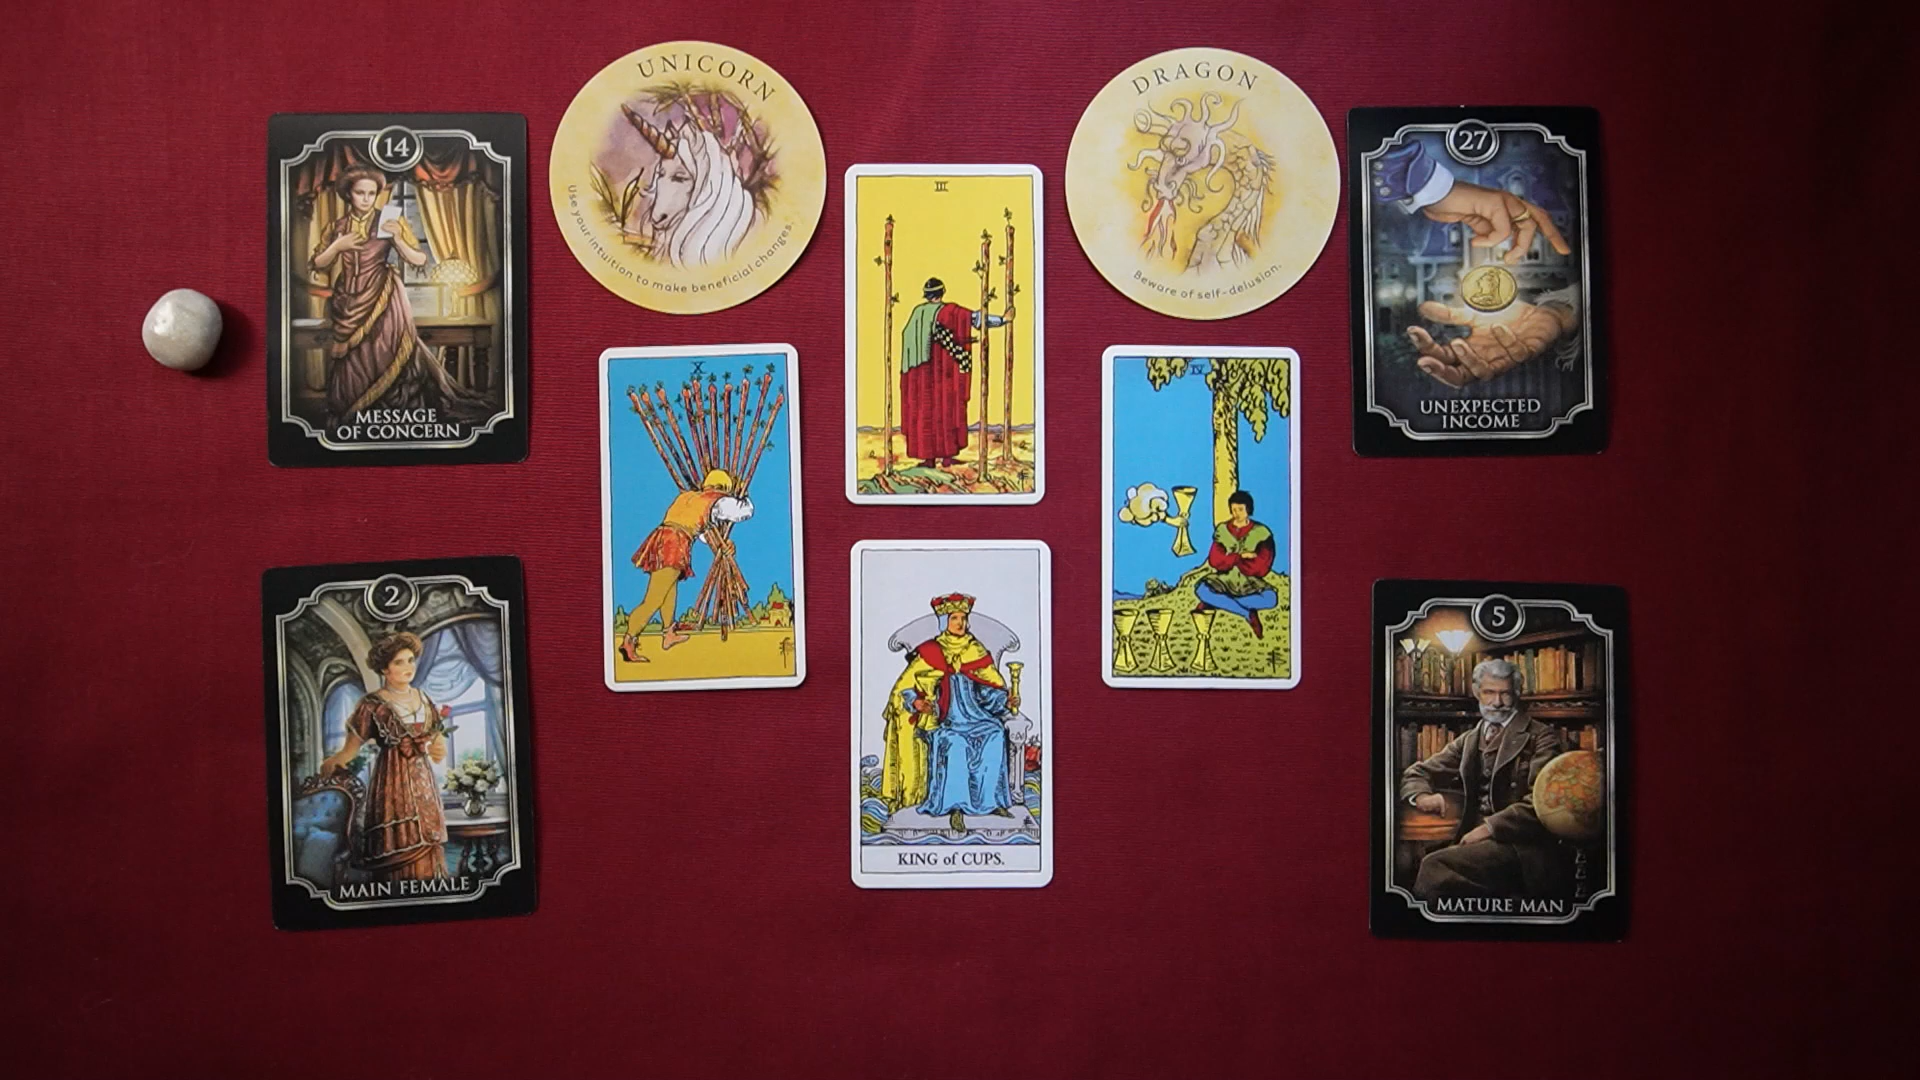 UNICORN
Use your intuition to make beneficial changes.
DRAGON
Beware of self-delusion.
14
MESSAGE
OF CONCERN
27
UNEXPECTED
INCOME
III
X
IV
2
MAIN FEMALE
KING of CUPS.
5
MATURE MAN